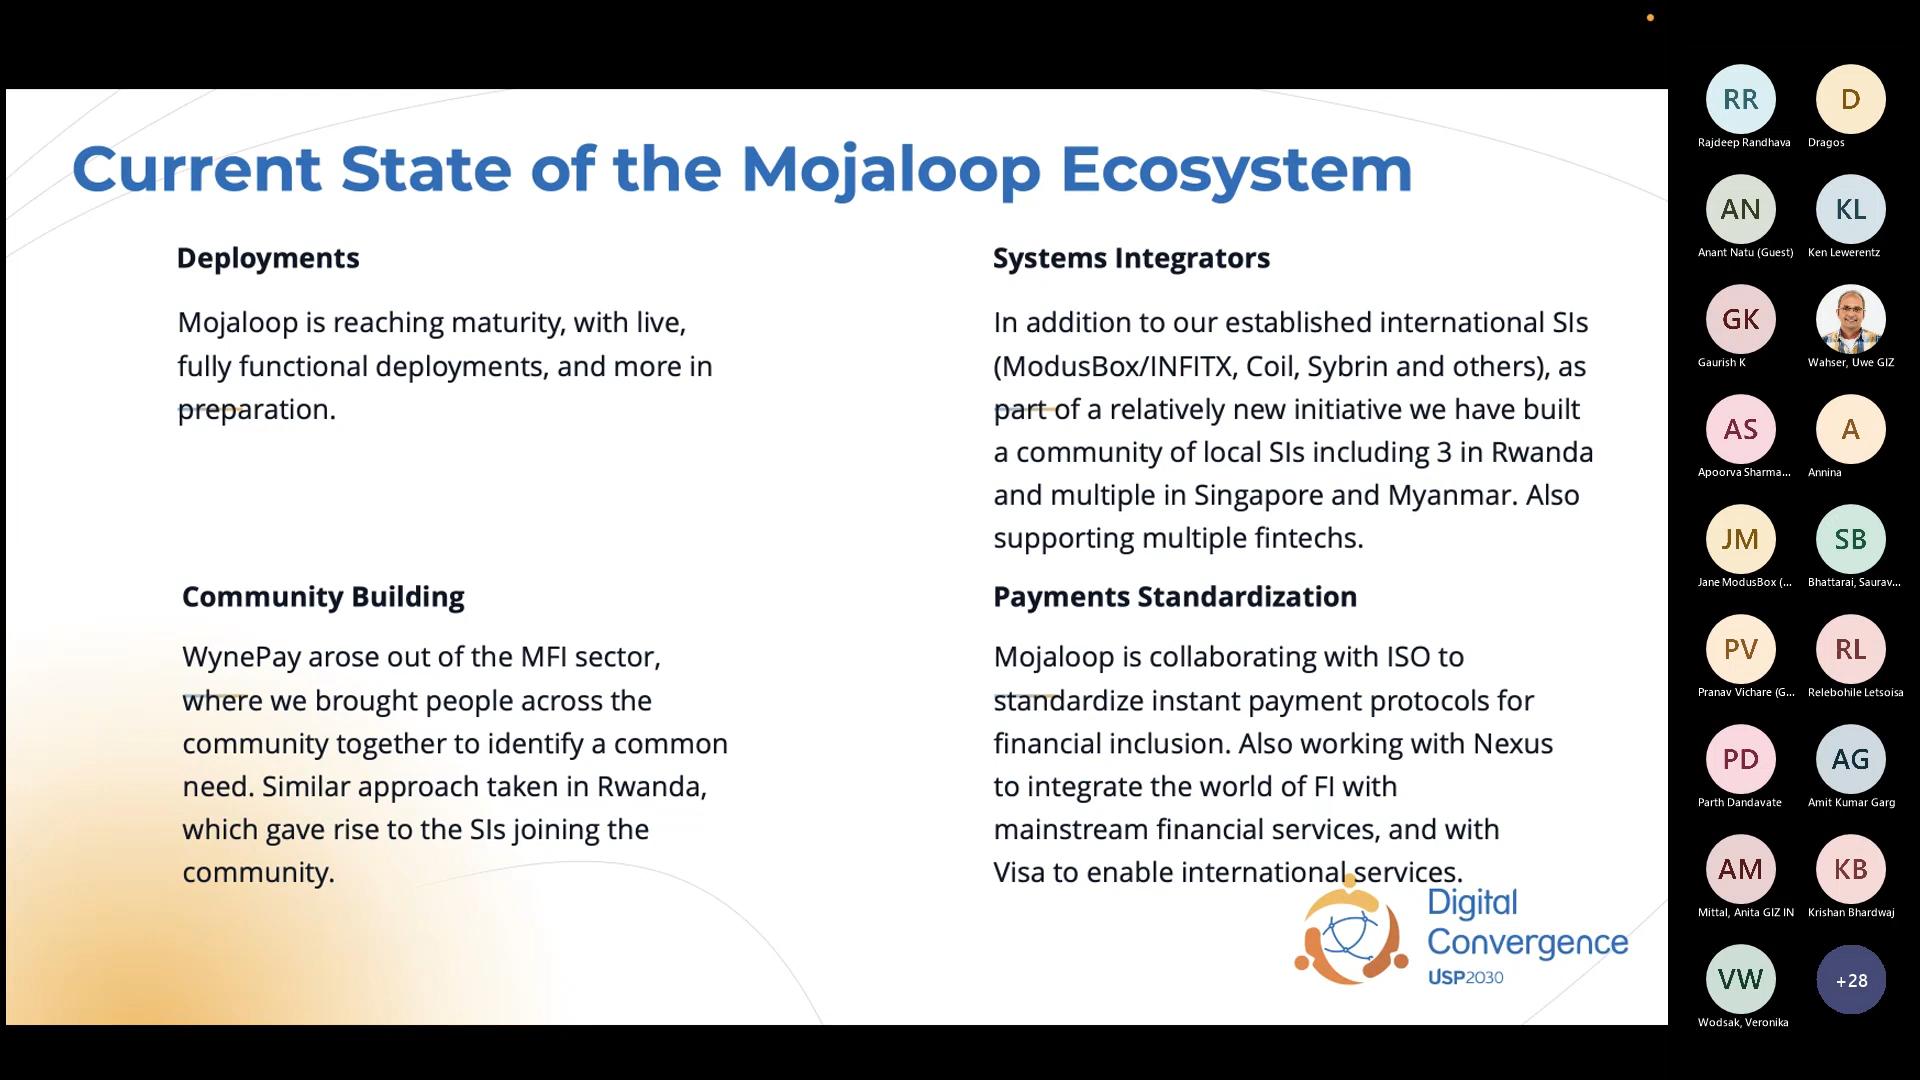 Current State of the Mojaloop Ecosystem
Deployments
Mojaloop is reaching maturity, with live,
fully functional deployments, and more in
preparation.
Systems Integrators
In addition to our established international SIs
(ModusBox/INFITX, Coil, Sybrin and others), as
part of a relatively new initiative we have built
a community of local SIs including 3 in Rwanda
and multiple in Singapore and Myanmar. Also
supporting multiple fintechs.
Community Building
WynePay arose out of the MFI sector,
where we brought people across the
community together to identify a common
need. Similar approach taken in Rwanda,
which gave rise to the SIs joining the
community.
Payments Standardization
Mojaloop is collaborating with ISO to
standardize instant payment protocols for
financial inclusion. Also working with Nexus
to integrate the world of FI with
mainstream financial services, and with
Visa to enable international services.
Digital
Convergence
USP2030
RR
Rajdeep Randhava
D
Dragos
AN
Anant Natu (Guest)
KL
Ken Lewerentz
GK
Gaurish K
Wahser, Uwe GIZ
AS
Apoorva Sharma...
A
Annina
JM
Jane ModusBox (...
SB
Bhattarai, Saurav...
PV
Pranav Vichare (G...
RL
Relebohile Letsoisa
PD
Parth Dandavate
AG
Amit Kumar Garg
AM
Mittal, Anita GIZ IN
KB
Krishan Bhardwaj
VW
Wodsak, Veronika
+28